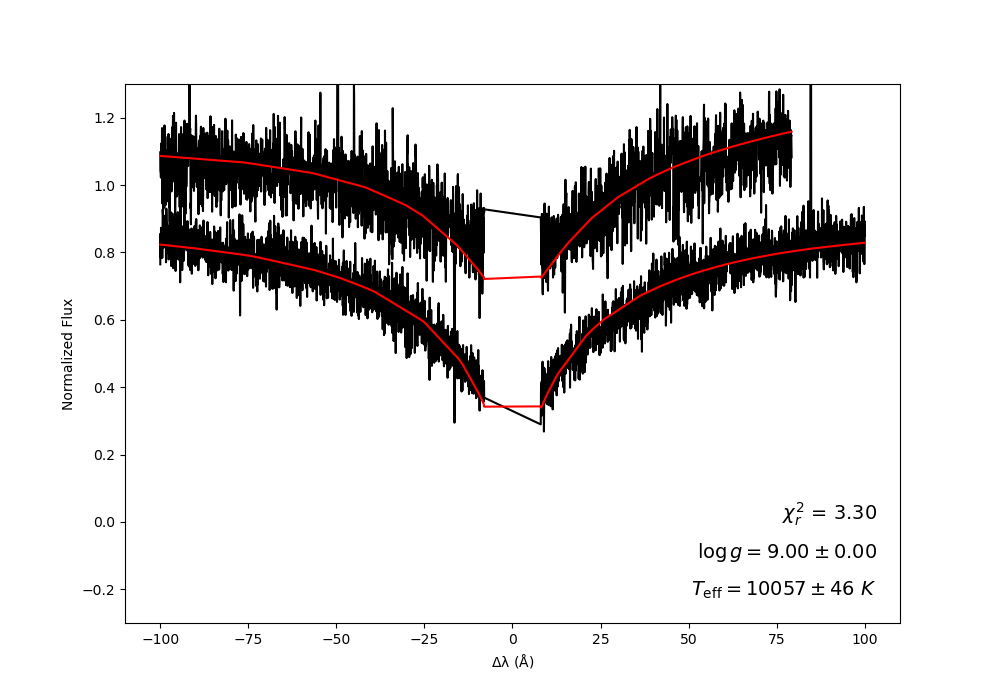 1.2
1.0
0.8
0.6
0.4
0.2
0.0
−0.2
Normalized Flux
χ²ᵣ = 3.30
log g = 9.00 ± 0.00
T_eff = 10057 ± 46 K
−100 −75 −50 −25 0 25 50 75 100
Δλ (Å)